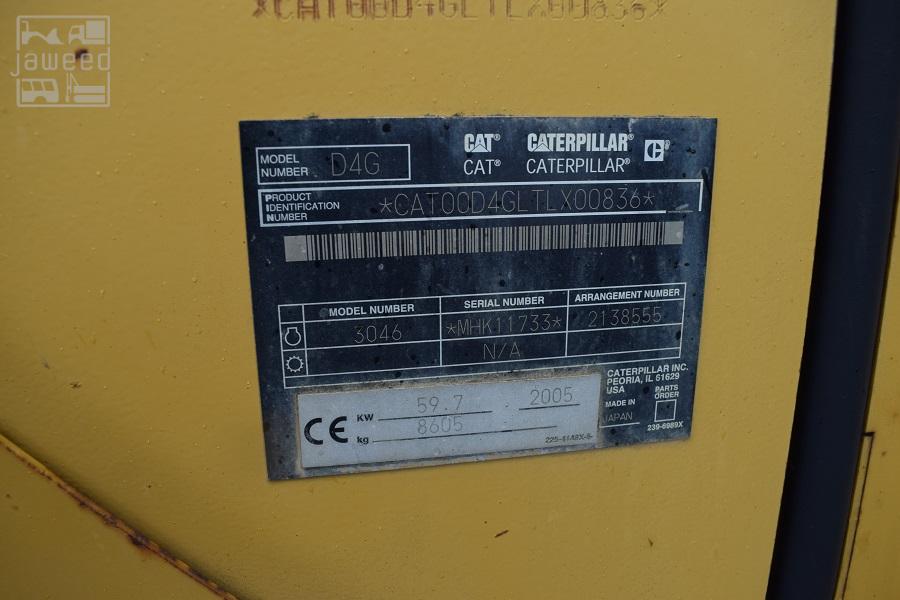 *CAT00D4GLTLX00836*
jaweed
MODEL NUMBER D4G
CAT® CATERPILLAR® C
CAT® CATERPILLAR®
PRODUCT IDENTIFICATION NUMBER *CAT00D4GLTLX00836*
MODEL NUMBER SERIAL NUMBER ARRANGEMENT NUMBER
3046 *MHK11733* 2138555
N/A
CATERPILLAR INC.
PEORIA, IL 61629
USA
MADE IN JAPAN
PARTS ORDER
239-6989X
CE KW 59.7 2005
kg 8605